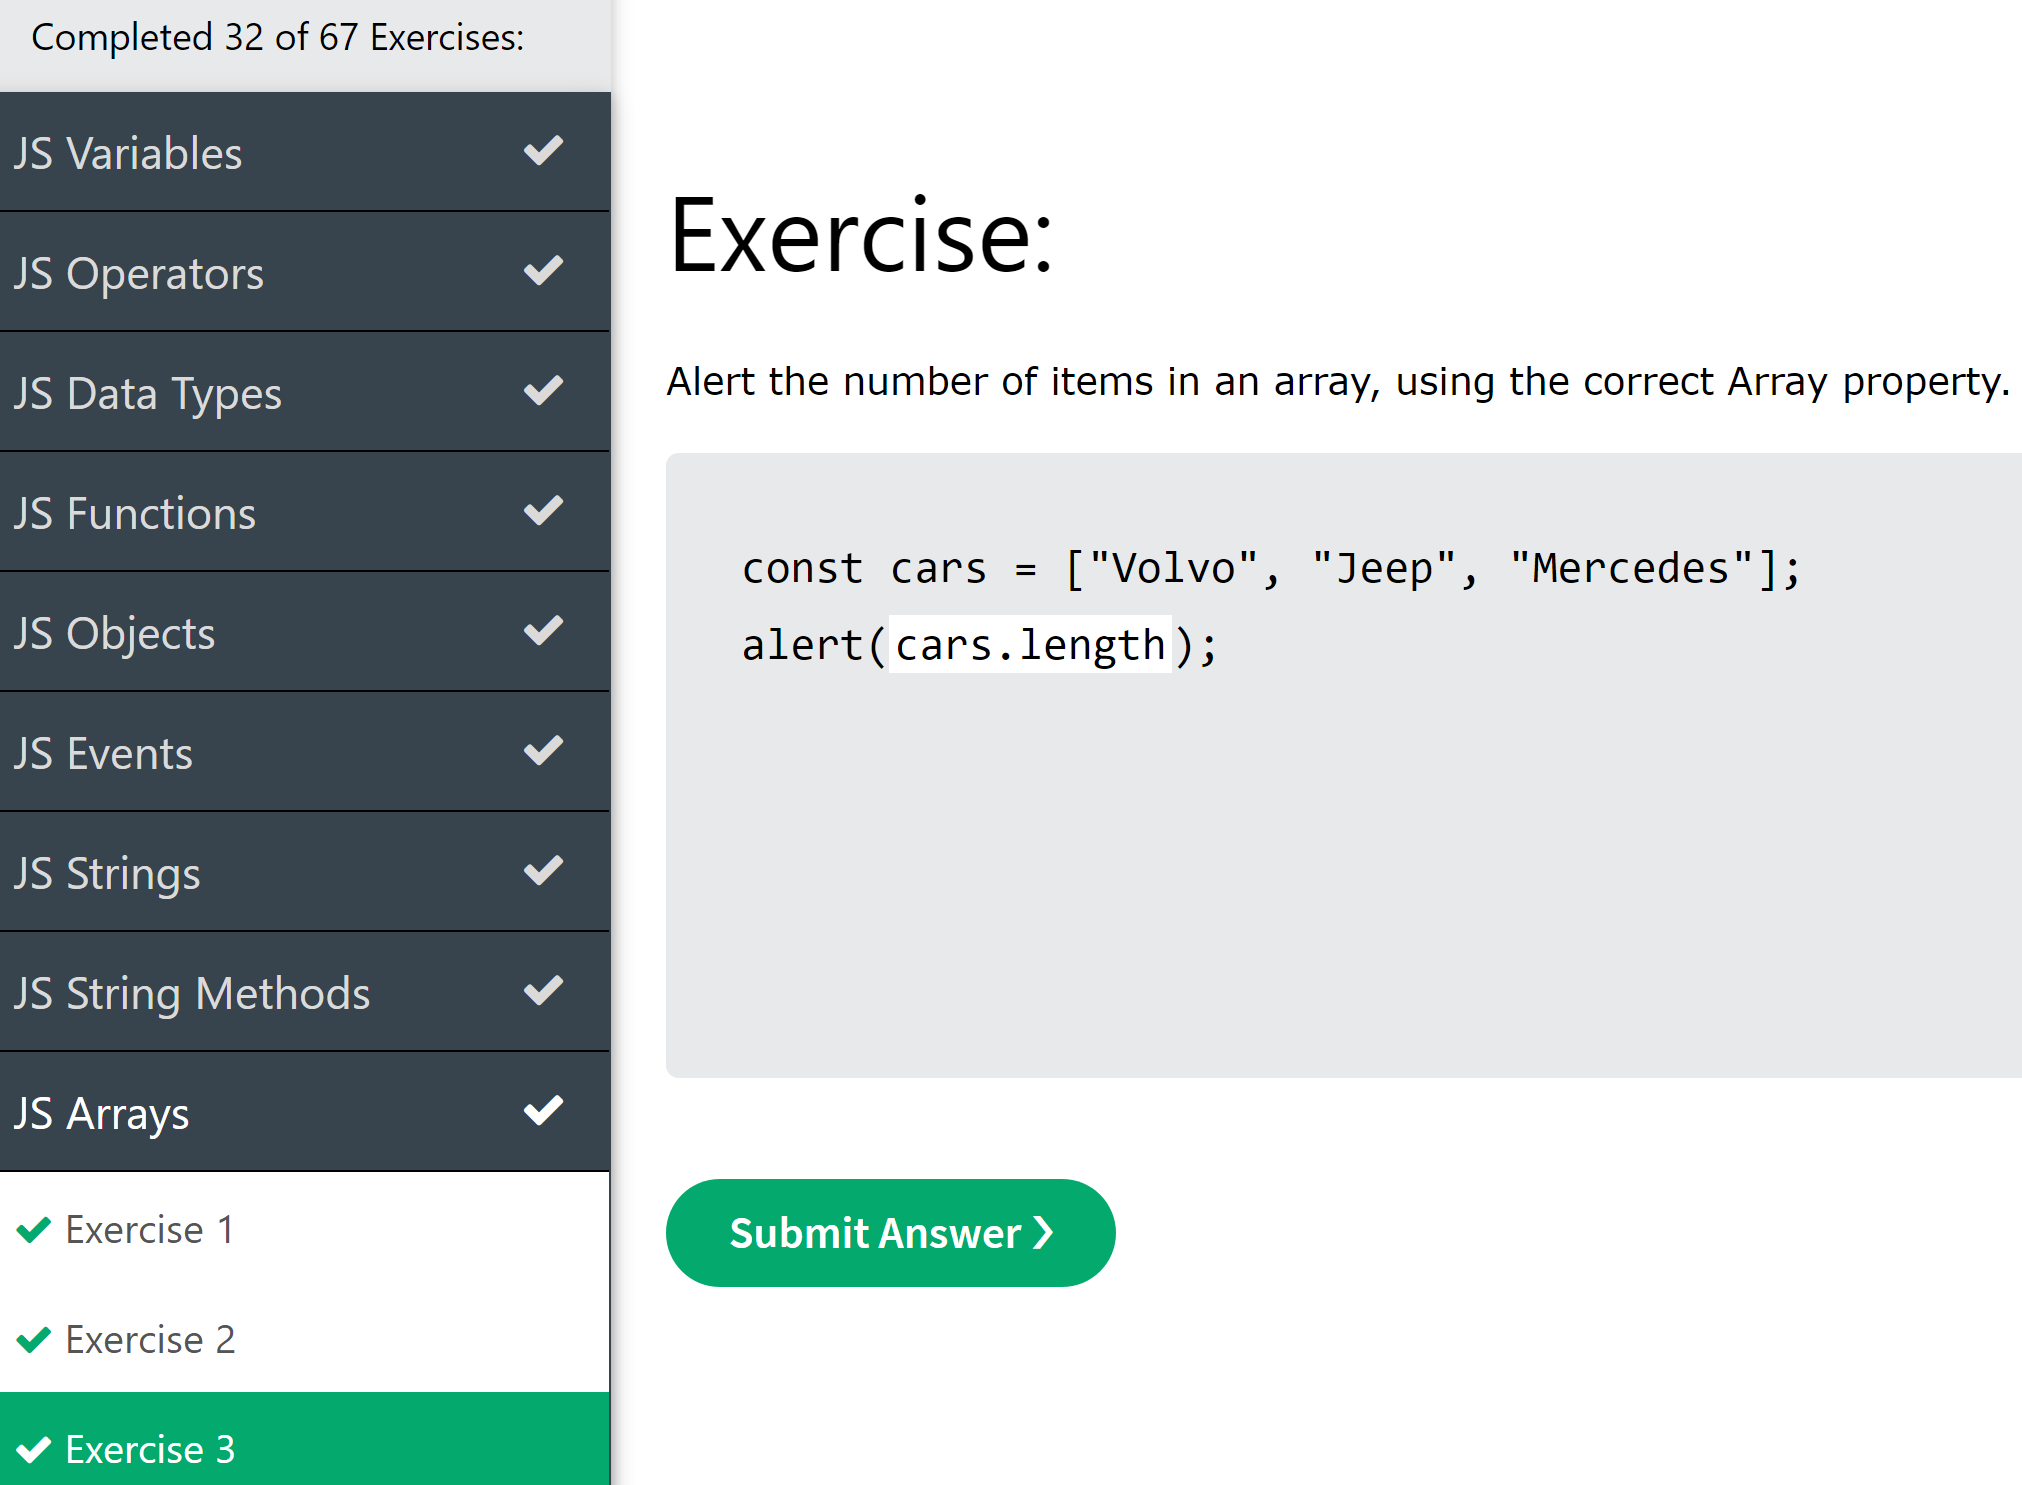 Completed 32 of 67 Exercises:
JS Variables
JS Operators
JS Data Types
JS Functions
JS Objects
JS Events
JS Strings
JS String Methods
JS Arrays
Exercise 1
Exercise 2
Exercise 3
Exercise:
Alert the number of items in an array, using the correct Array property.
const cars = ["Volvo", "Jeep", "Mercedes"];
alert(cars.length);
Submit Answer ❯